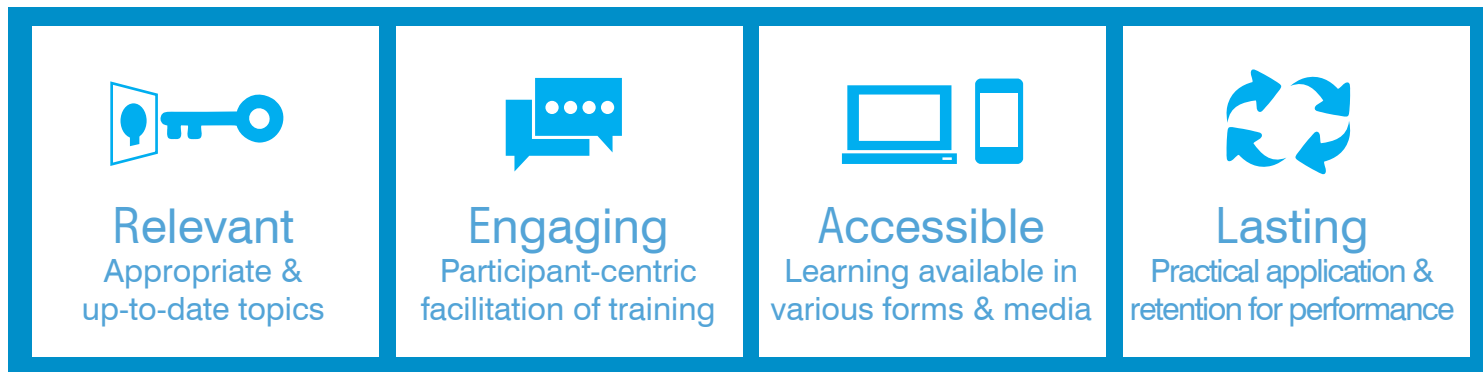 Relevant
Appropriate &
up-to-date topics
Engaging
Participant-centric
facilitation of training
Accessible
Learning available in
various forms & media
Lasting
Practical application &
retention for performance